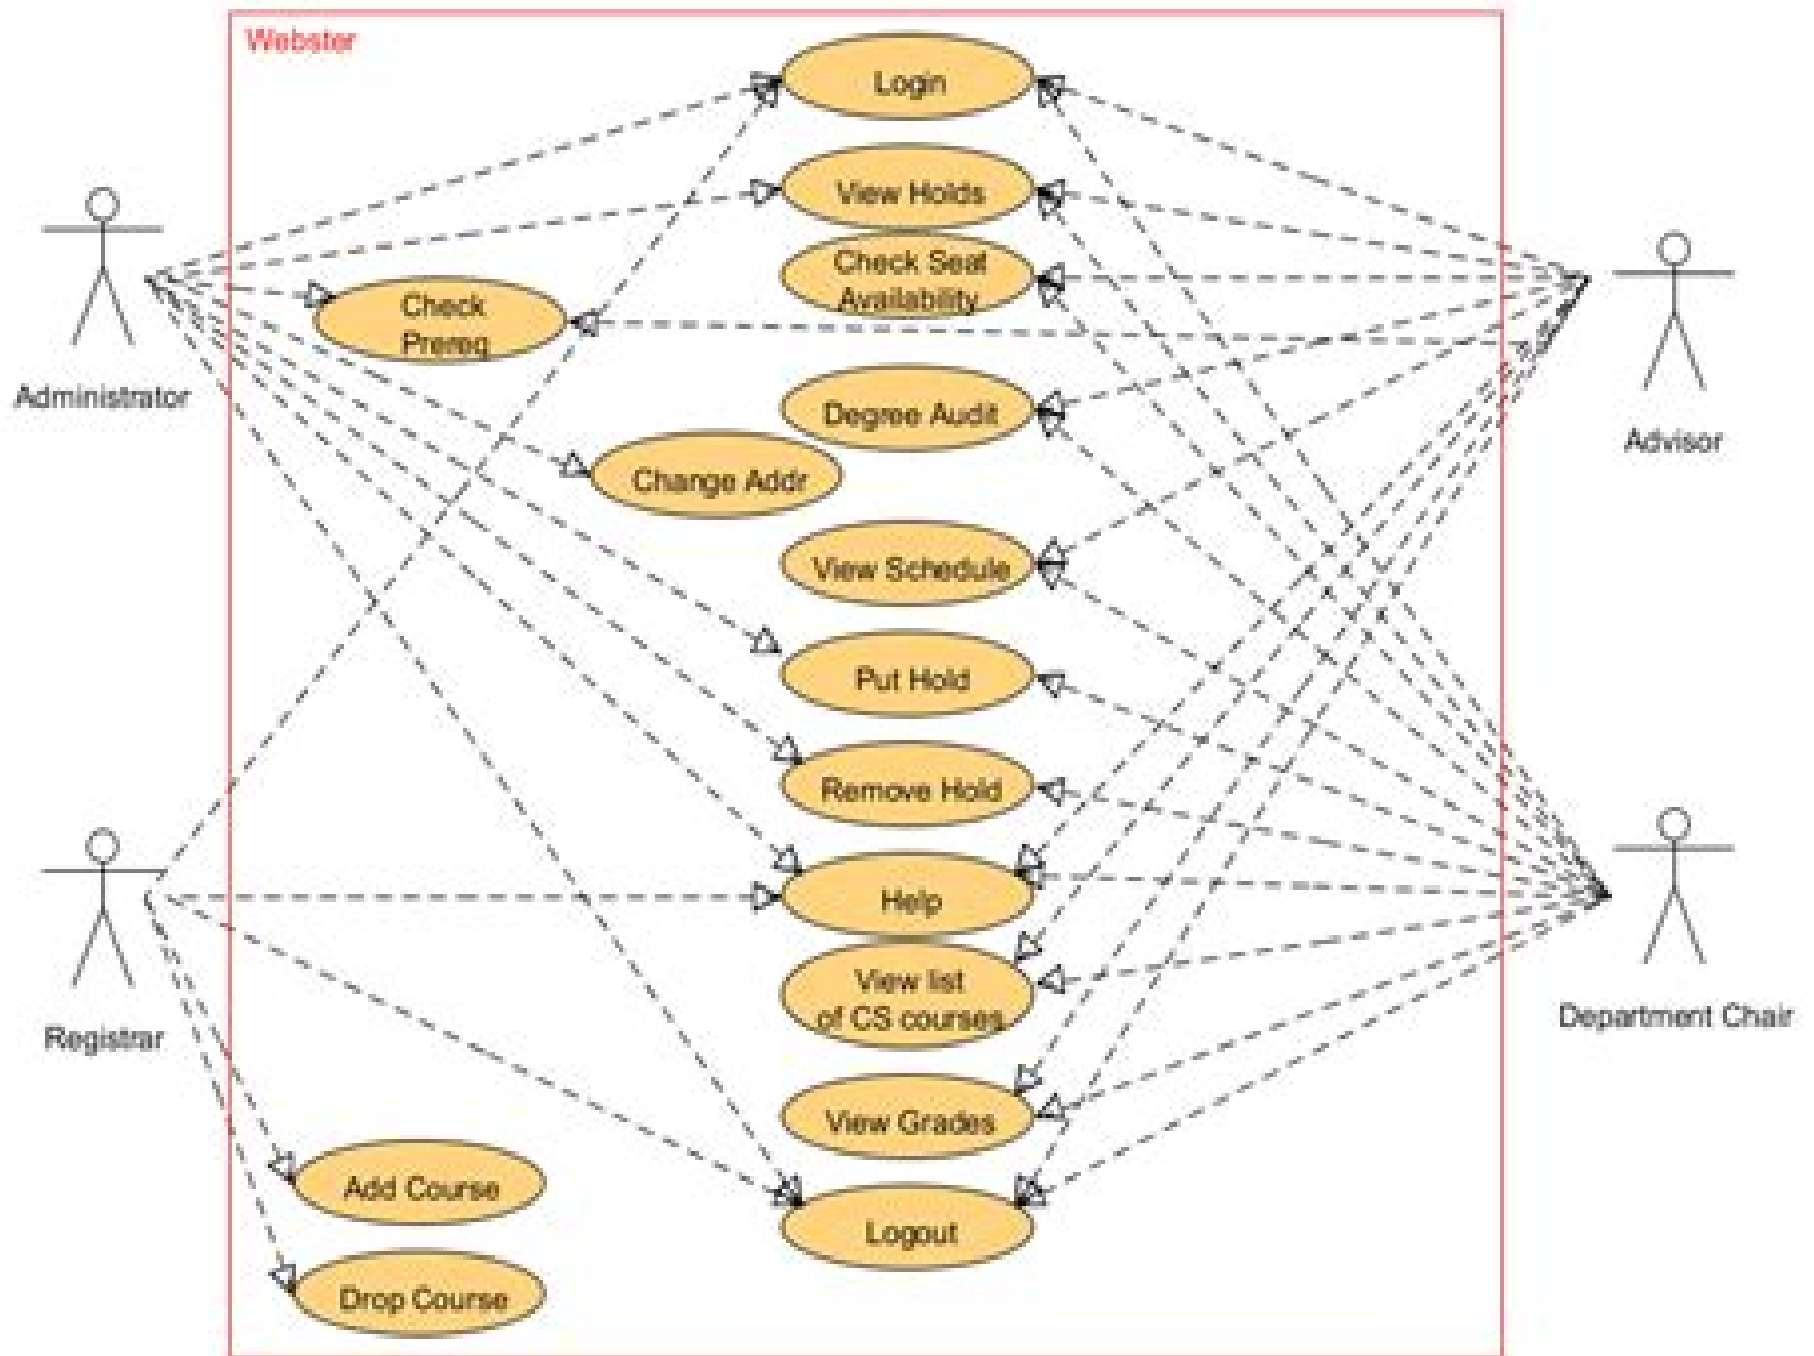 Webster
Login
View Holds
Check Seat
Availability
Check
Prereq
Administrator
Degree Audit
Advisor
Change Addr
View Schedule
Put Hold
Remove Hold
Help
View list
of CS courses
Registrar
Department Chair
View Grades
Add Course
Logout
Drop Course